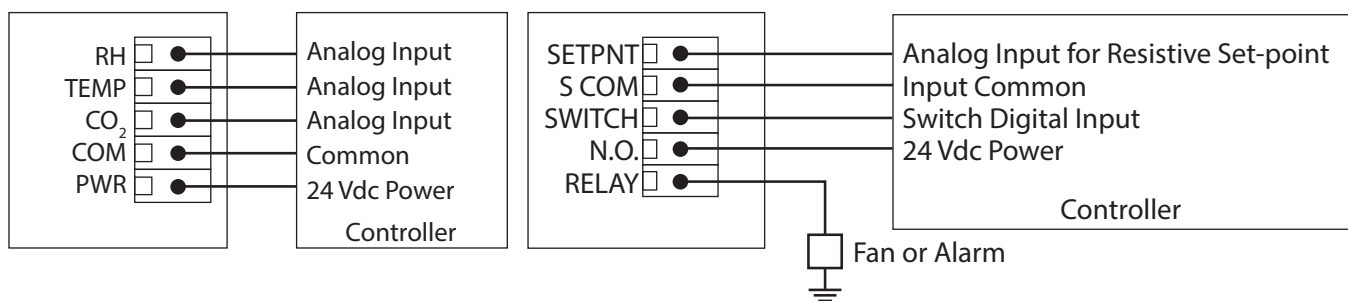 RH
TEMP
CO₂
COM
PWR
Analog Input
Analog Input
Analog Input
Common
24 Vdc Power
Controller
SETPNT
S COM
SWITCH
N.O.
RELAY
Analog Input for Resistive Set-point
Input Common
Switch Digital Input
24 Vdc Power
Controller
Fan or Alarm